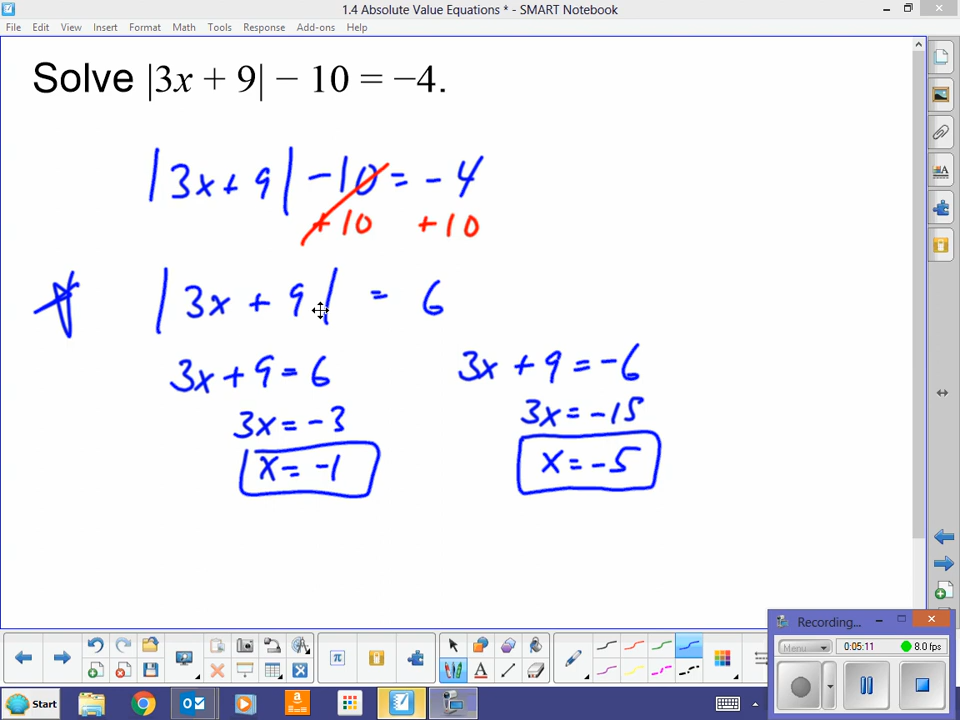 1.4 Absolute Value Equations * - SMART Notebook
File Edit View Insert Format Math Tools Response Add-ons Help
Solve |3x + 9| − 10 = −4.
|3x + 9| - 10 = - 4
+10 +10
|3x + 9| = 6
3x + 9 = 6 3x + 9 = -6
3x = -3 3x = -15
x = -1 x = -5
Recording...
Menu 0:05:11 8.0 fps
π
A
Start
O
a